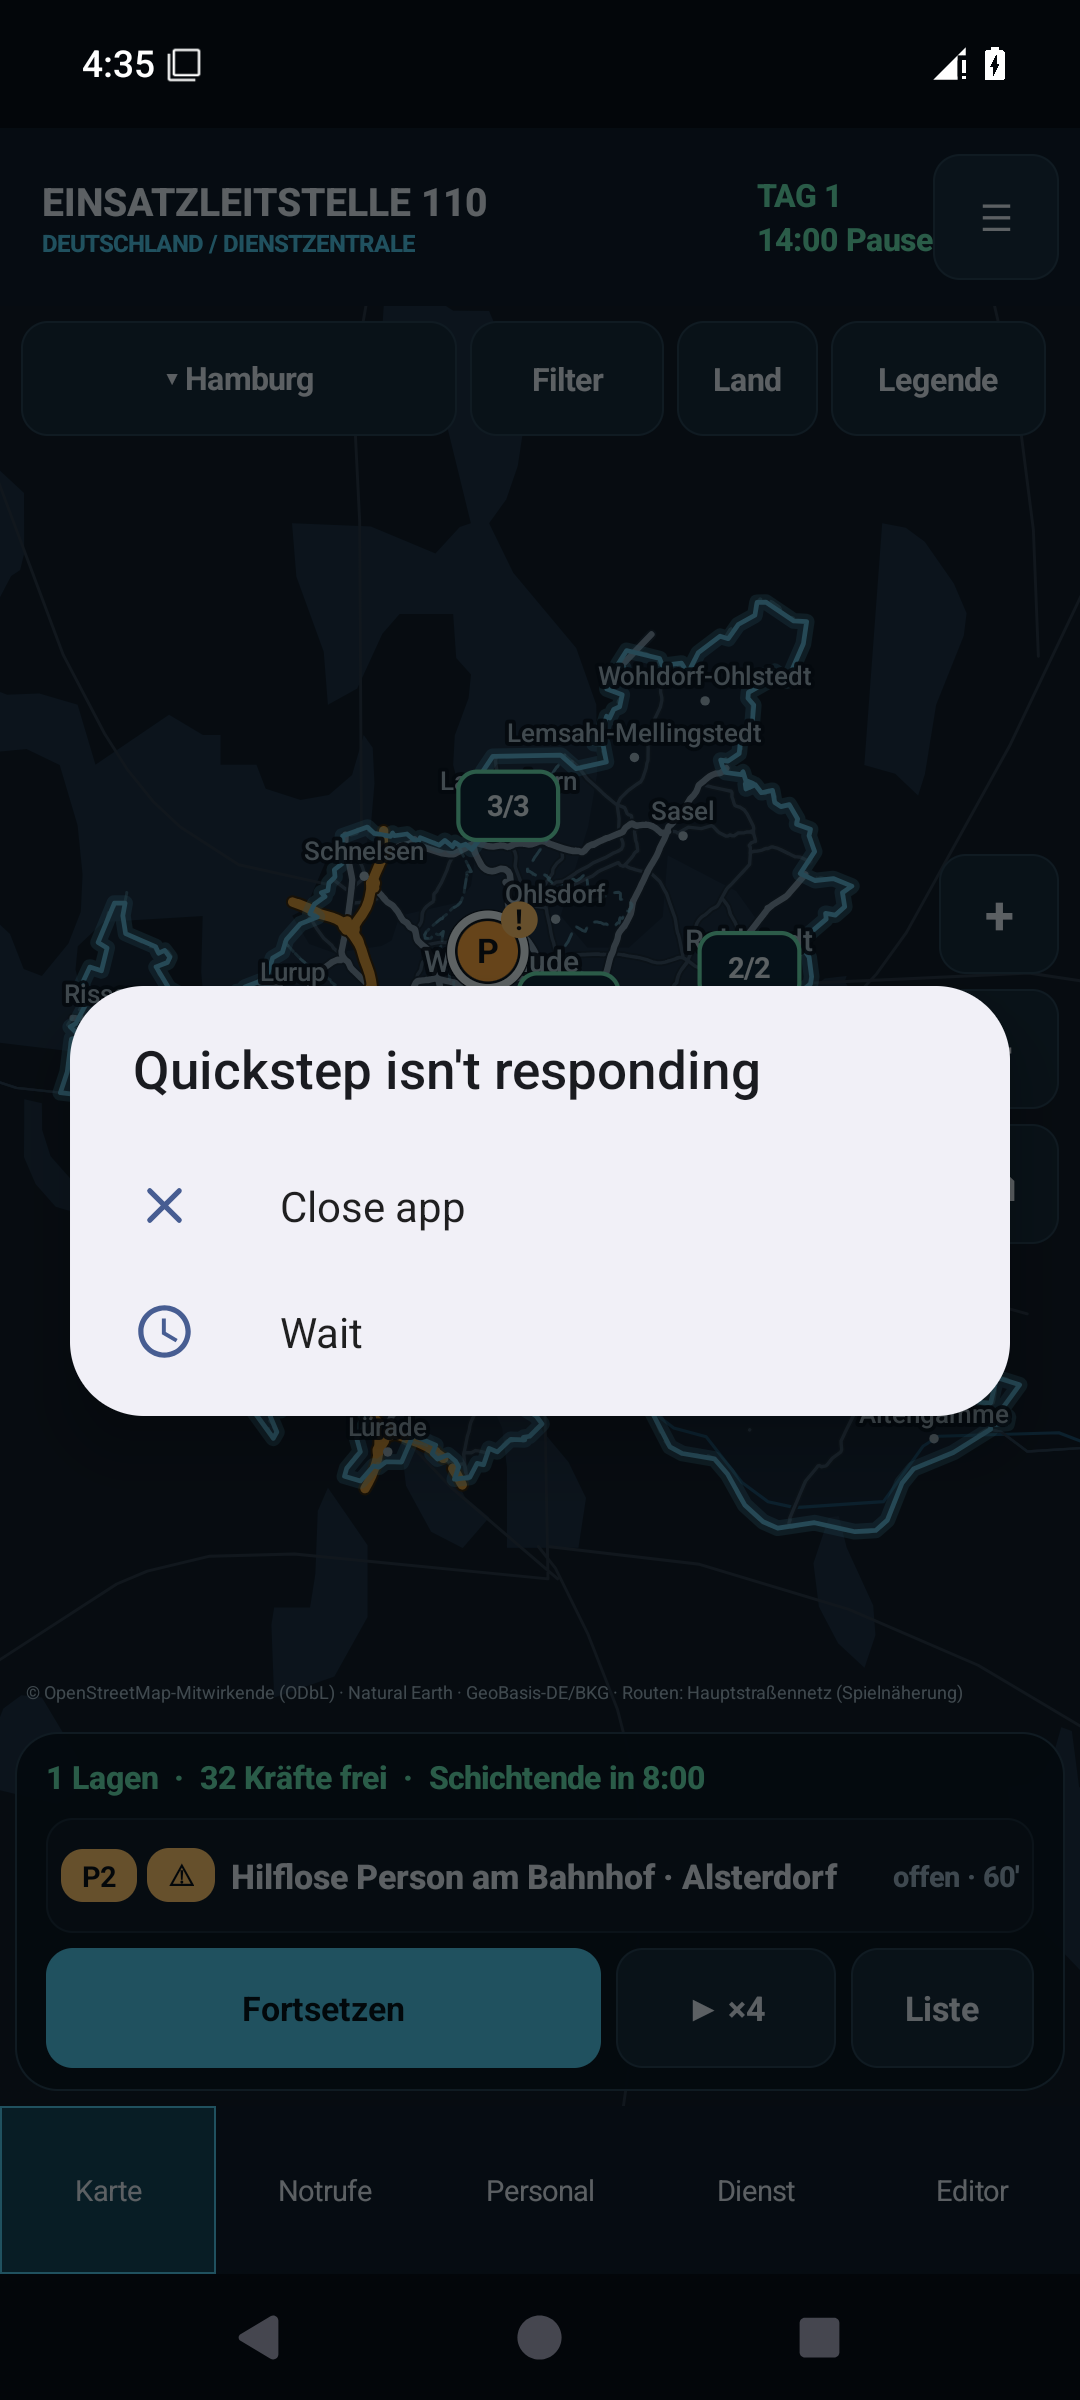 4:35
EINSATZLEITSTELLE 110
DEUTSCHLAND / DIENSTZENTRALE
TAG 1
14:00 Pause
▾ Hamburg
Filter
Land
Legende
Wohldorf-Ohlstedt
Lemsahl-Mellingstedt
3/3
Sasel
Schnelsen
Ohlsdorf
!
P
2/2
Lurup
+
Quickstep isn't responding
Close app
Wait
Altengamme
Lürade
© OpenStreetMap-Mitwirkende (ODbL) · Natural Earth · GeoBasis-DE/BKG · Routen: Hauptstraßennetz (Spielnäherung)
1 Lagen · 32 Kräfte frei · Schichtende in 8:00
P2 ⚠ Hilflose Person am Bahnhof · Alsterdorf offen · 60'
Fortsetzen
▶ ×4
Liste
Karte
Notrufe
Personal
Dienst
Editor